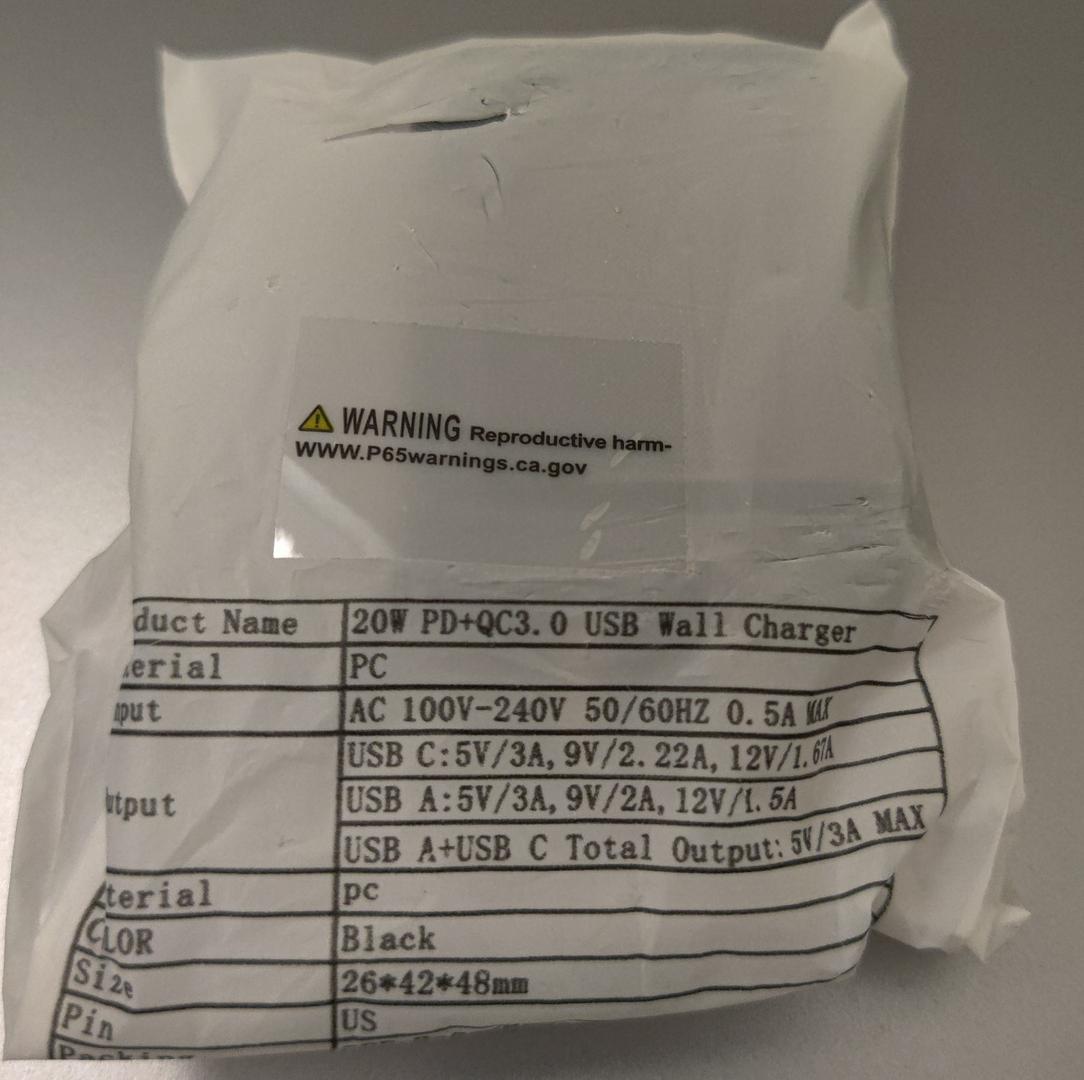 WARNING Reproductive harm-
WWW.P65warnings.ca.gov
duct Name 20W PD+QC3.0 USB Wall Charger
erial PC
nput AC 100V-240V 50/60HZ 0.5A MAX
USB C:5V/3A, 9V/2.22A, 12V/1.67A
utput USB A:5V/3A, 9V/2A, 12V/1.5A
USB A+USB C Total Output: 5V/3A MAX
terial pc
CLOR Black
Size 26*42*48mm
Pin US